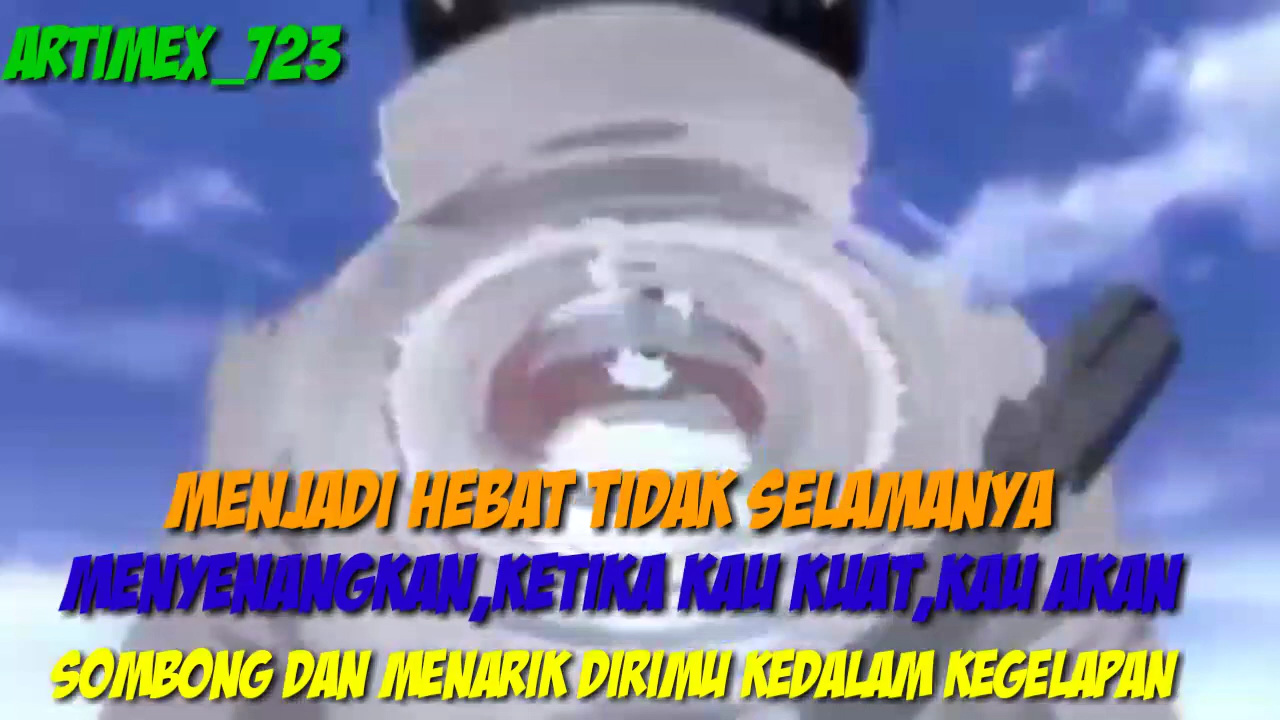 ARTIMEX_723
MENJADI HEBAT TIDAK SELAMANYA
MENYENANGKAN,KETIKA KAU KUAT,KAU AKAN
SOMBONG DAN MENARIK DIRIMU KEDALAM KEGELAPAN